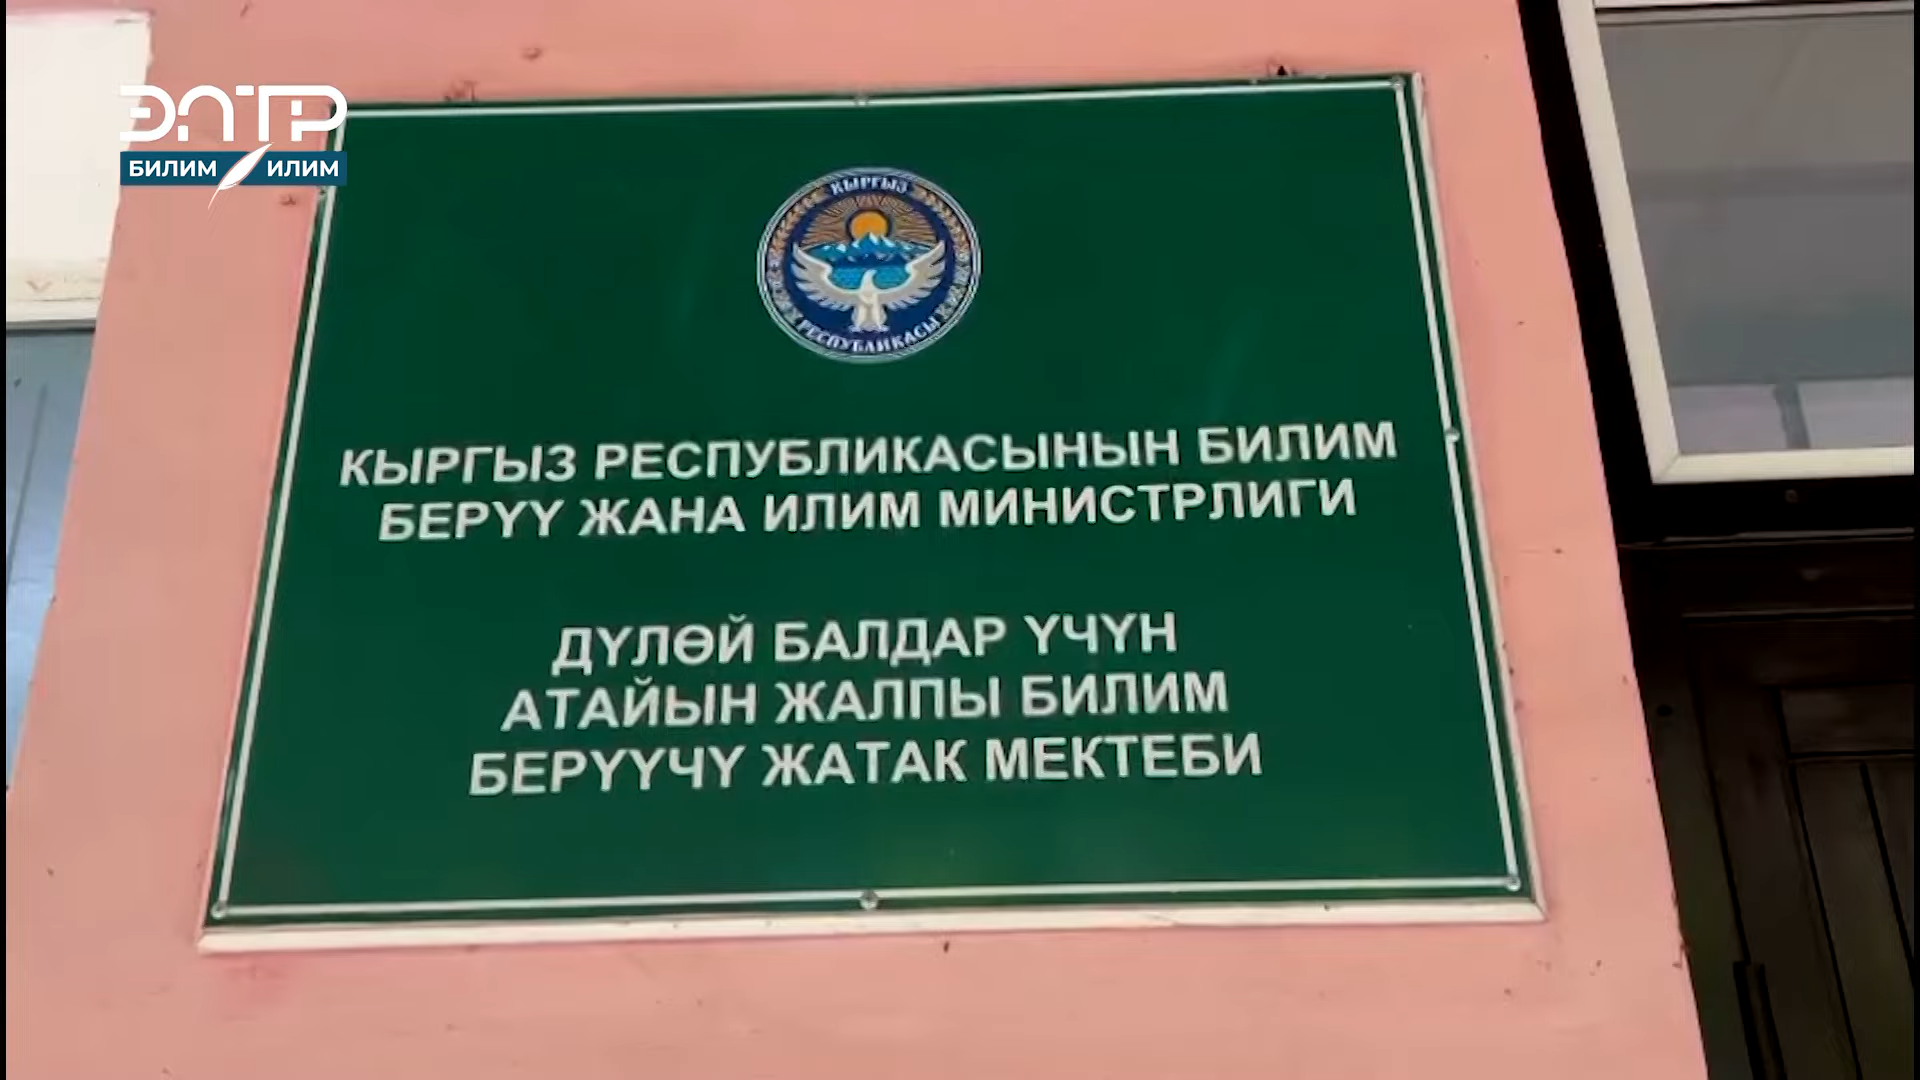 ЭЛТР
БИЛИМ ИЛИМ
КЫРГЫЗ
РЕСПУБЛИКАСЫ
КЫРГЫЗ РЕСПУБЛИКАСЫНЫН БИЛИМ
БЕРҮҮ ЖАНА ИЛИМ МИНИСТРЛИГИ
ДҮЛӨЙ БАЛДАР ҮЧҮН
АТАЙЫН ЖАЛПЫ БИЛИМ
БЕРҮҮЧҮ ЖАТАК МЕКТЕБИ